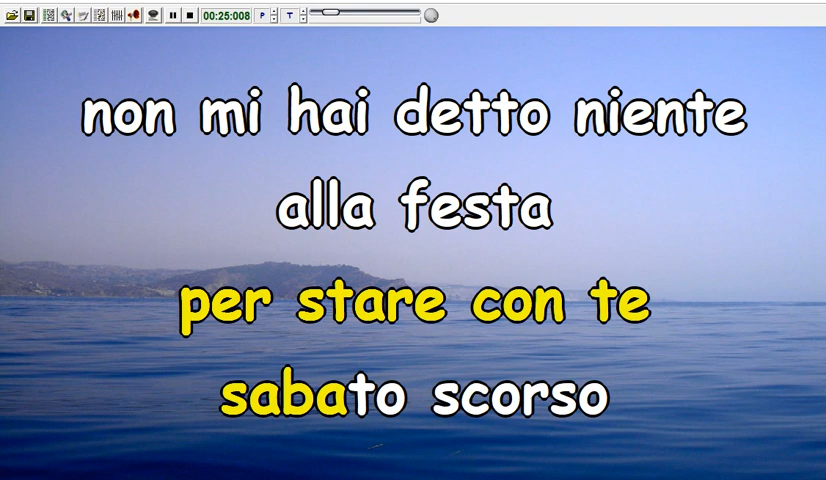 00:25:008 P T
non mi hai detto niente
alla festa
per stare con te
sabato scorso